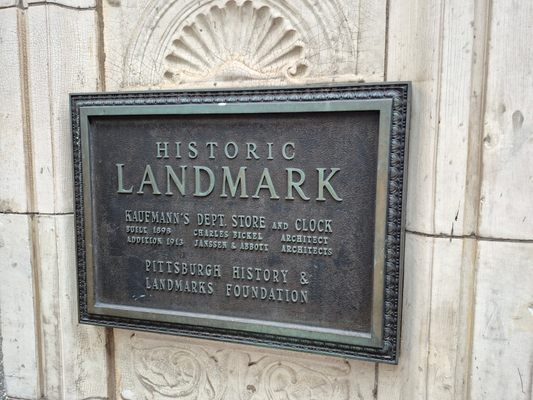 HISTORIC
LANDMARK
KAUFMANN'S DEPT. STORE AND CLOCK
BUILT 1898 CHARLES BICKEL ARCHITECT
ADDITION 1913 JANSSEN & ABBOTT ARCHITECTS
PITTSBURGH HISTORY &
LANDMARKS FOUNDATION